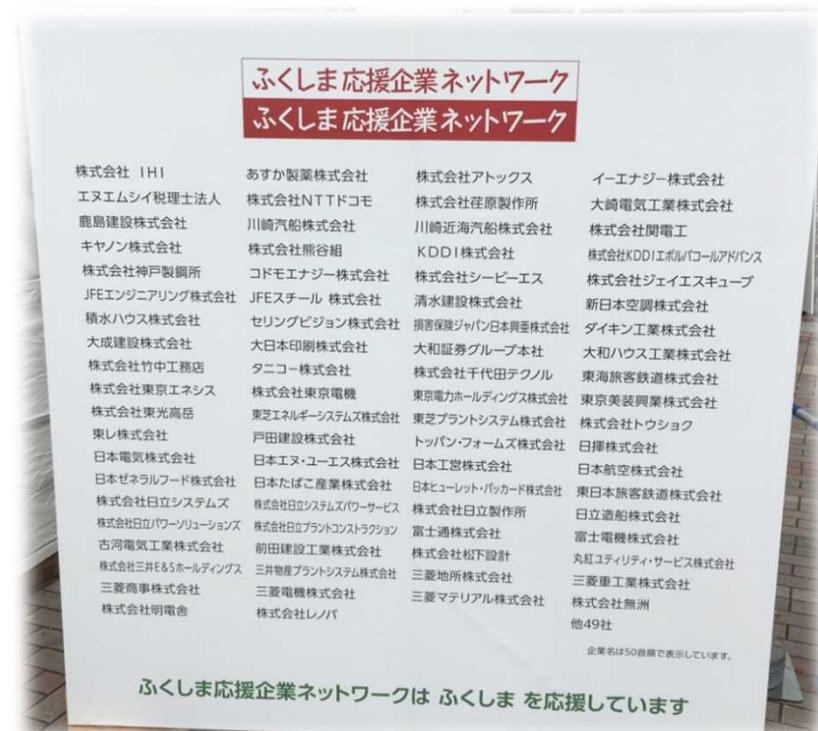 ふくしま応援企業ネットワーク
ふくしま応援企業ネットワーク
株式会社 IHI あすか製薬株式会社 株式会社アトックス イーエナジー株式会社
エヌエムシイ税理士法人 株式会社NTTドコモ 株式会社荏原製作所 大崎電気工業株式会社
鹿島建設株式会社 川崎汽船株式会社 川崎近海汽船株式会社 株式会社関電工
キヤノン株式会社 株式会社熊谷組 KDDI株式会社 株式会社KDDIエボルバコールアドバンス
株式会社神戸製鋼所 コドモエナジー株式会社 株式会社シービーエス 株式会社ジェイエスキューブ
JFEエンジニアリング株式会社 JFEスチール 株式会社 清水建設株式会社 新日本空調株式会社
積水ハウス株式会社 セリングビジョン株式会社 損害保険ジャパン日本興亜株式会社 ダイキン工業株式会社
大成建設株式会社 大日本印刷株式会社 大和証券グループ本社 大和ハウス工業株式会社
株式会社竹中工務店 タニコー株式会社 株式会社千代田テクノル 東海旅客鉄道株式会社
株式会社東京エネシス 株式会社東京電機 東京電力ホールディングス株式会社 東京美装興業株式会社
株式会社東光高岳 東芝エネルギーシステムズ株式会社 東芝プラントシステム株式会社 株式会社トウショク
東レ株式会社 戸田建設株式会社 トッパン・フォームズ株式会社 日揮株式会社
日本電気株式会社 日本エヌ・ユーエス株式会社 日本工営株式会社 日本航空株式会社
日本ゼネラルフード株式会社 日本たばこ産業株式会社 日本ヒューレット・パッカード株式会社 東日本旅客鉄道株式会社
株式会社日立システムズ 株式会社日立システムズパワーサービス 株式会社日立製作所 日立造船株式会社
株式会社日立パワーソリューションズ 株式会社日立プラントコンストラクション 富士通株式会社 富士電機株式会社
古河電気工業株式会社 前田建設工業株式会社 株式会社松下設計 丸紅ユティリティ・サービス株式会社
株式会社三井E&Sホールディングス 三井物産プラントシステム株式会社 三菱地所株式会社 三菱重工業株式会社
三菱商事株式会社 三菱電機株式会社 三菱マテリアル株式会社 株式会社無洲
株式会社明電舎 株式会社レノバ
他49社
企業名は50音順で表示しています。
ふくしま応援企業ネットワークは ふくしま を応援しています